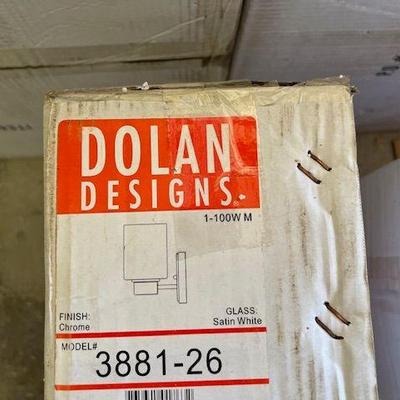 DOLAN
DESIGNS
1-100W M
FINISH:
Chrome
GLASS:
Satin White
MODEL#
3881-26